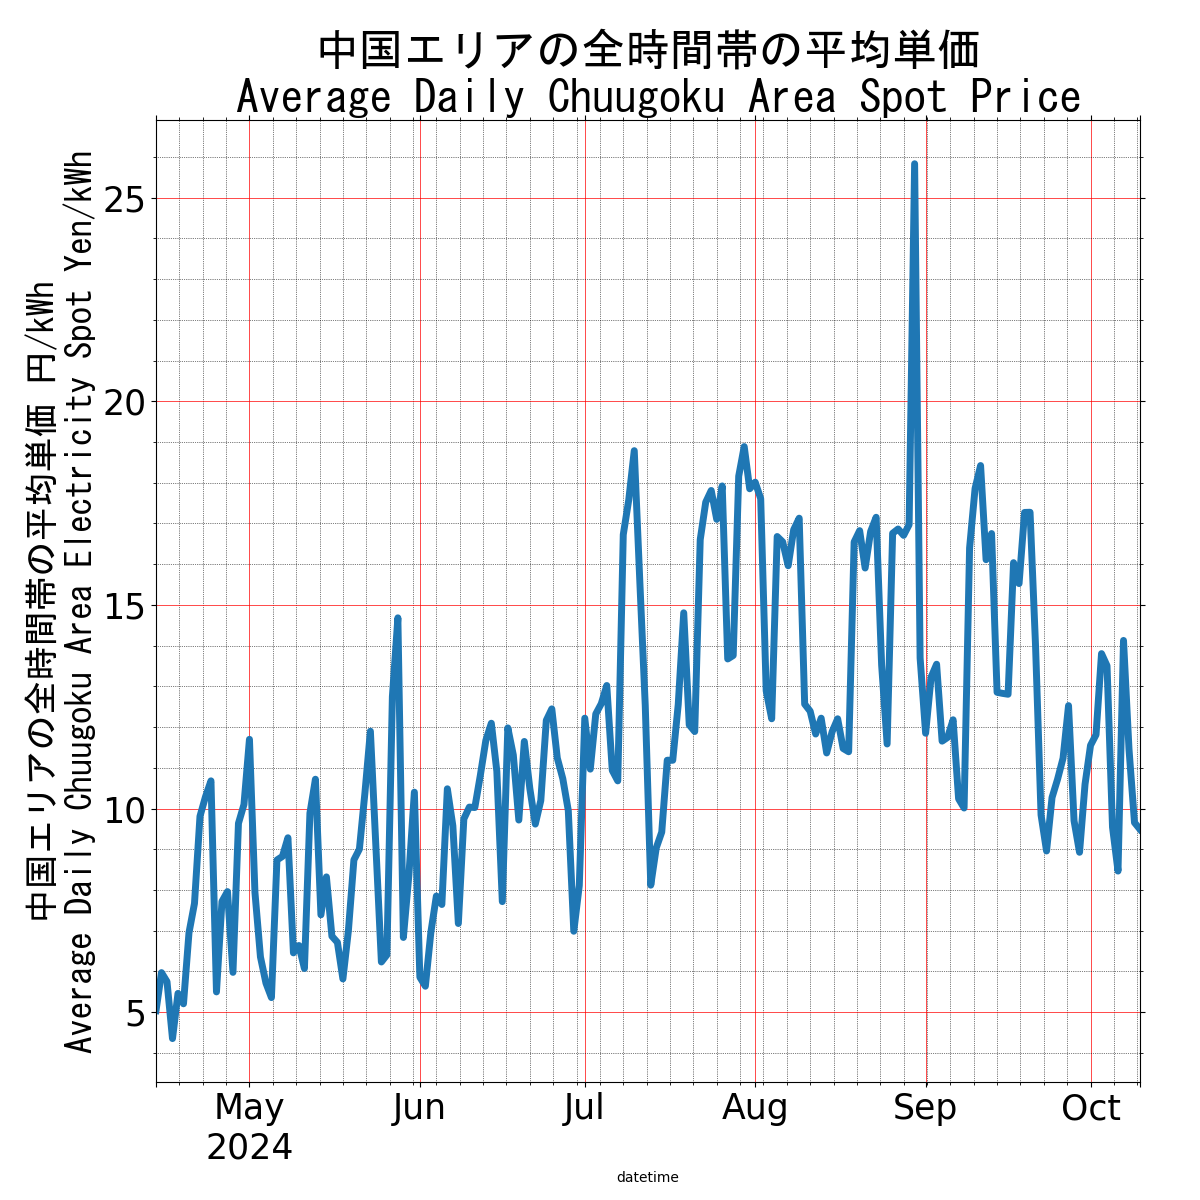 中国エリアの全時間帯の平均単価
Average Daily Chuugoku Area Spot Price
中国エリアの全時間帯の平均単価 円/kWh
Average Daily Chuugoku Area Electricity Spot Yen/kWh
25
20
15
10
5
May
2024
Jun
Jul
Aug
Sep
Oct
datetime